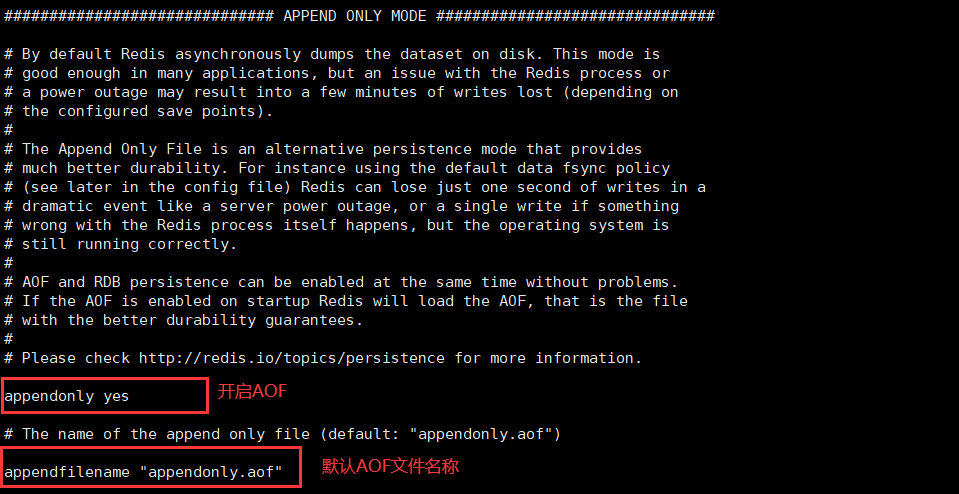 ############################# APPEND ONLY MODE ###############################
# By default Redis asynchronously dumps the dataset on disk. This mode is
# good enough in many applications, but an issue with the Redis process or
# a power outage may result into a few minutes of writes lost (depending on
# the configured save points).
#
# The Append Only File is an alternative persistence mode that provides
# much better durability. For instance using the default data fsync policy
# (see later in the config file) Redis can lose just one second of writes in a
# dramatic event like a server power outage, or a single write if something
# wrong with the Redis process itself happens, but the operating system is
# still running correctly.
#
# AOF and RDB persistence can be enabled at the same time without problems.
# If the AOF is enabled on startup Redis will load the AOF, that is the file
# with the better durability guarantees.
#
# Please check http://redis.io/topics/persistence for more information.
appendonly yes 开启AOF
# The name of the append only file (default: "appendonly.aof")
appendfilename "appendonly.aof" 默认AOF文件名称